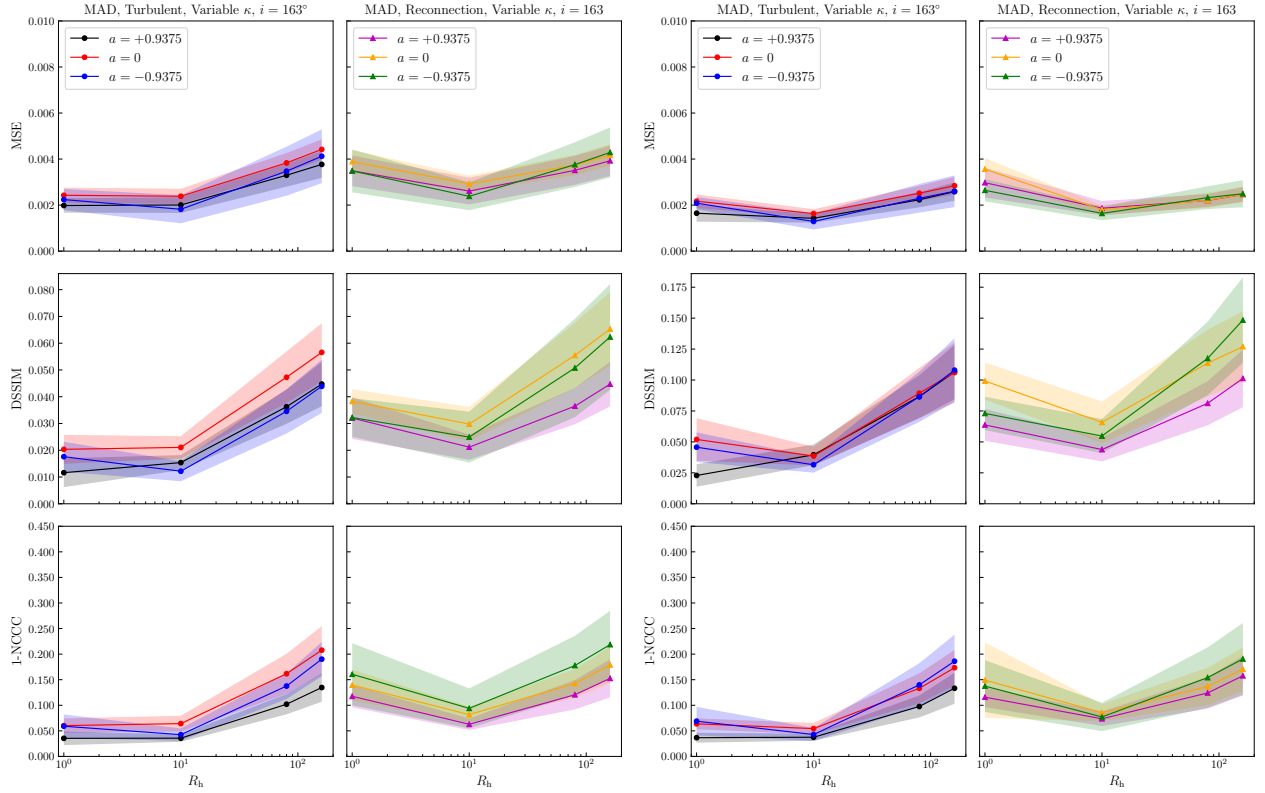 MAD, Turbulent, Variable κ, i = 163°
MAD, Reconnection, Variable κ, i = 163
MAD, Turbulent, Variable κ, i = 163°
MAD, Reconnection, Variable κ, i = 163
0.010
0.008
0.006
0.004
0.002
0.000
MSE
a = +0.9375
a = 0
a = −0.9375
a = +0.9375
a = 0
a = −0.9375
0.010
0.008
0.006
0.004
0.002
0.000
MSE
a = +0.9375
a = 0
a = −0.9375
a = +0.9375
a = 0
a = −0.9375
0.080
0.070
0.060
0.050
0.040
0.030
0.020
0.010
0.000
DSSIM
0.175
0.150
0.125
0.100
0.075
0.050
0.025
0.000
DSSIM
0.450
0.400
0.350
0.300
0.250
0.200
0.150
0.100
0.050
0.000
1-NCCC
0.450
0.400
0.350
0.300
0.250
0.200
0.150
0.100
0.050
0.000
1-NCCC
10⁰ 10¹ 10²
R_h
10⁰ 10¹ 10²
R_h
10⁰ 10¹ 10²
R_h
10⁰ 10¹ 10²
R_h